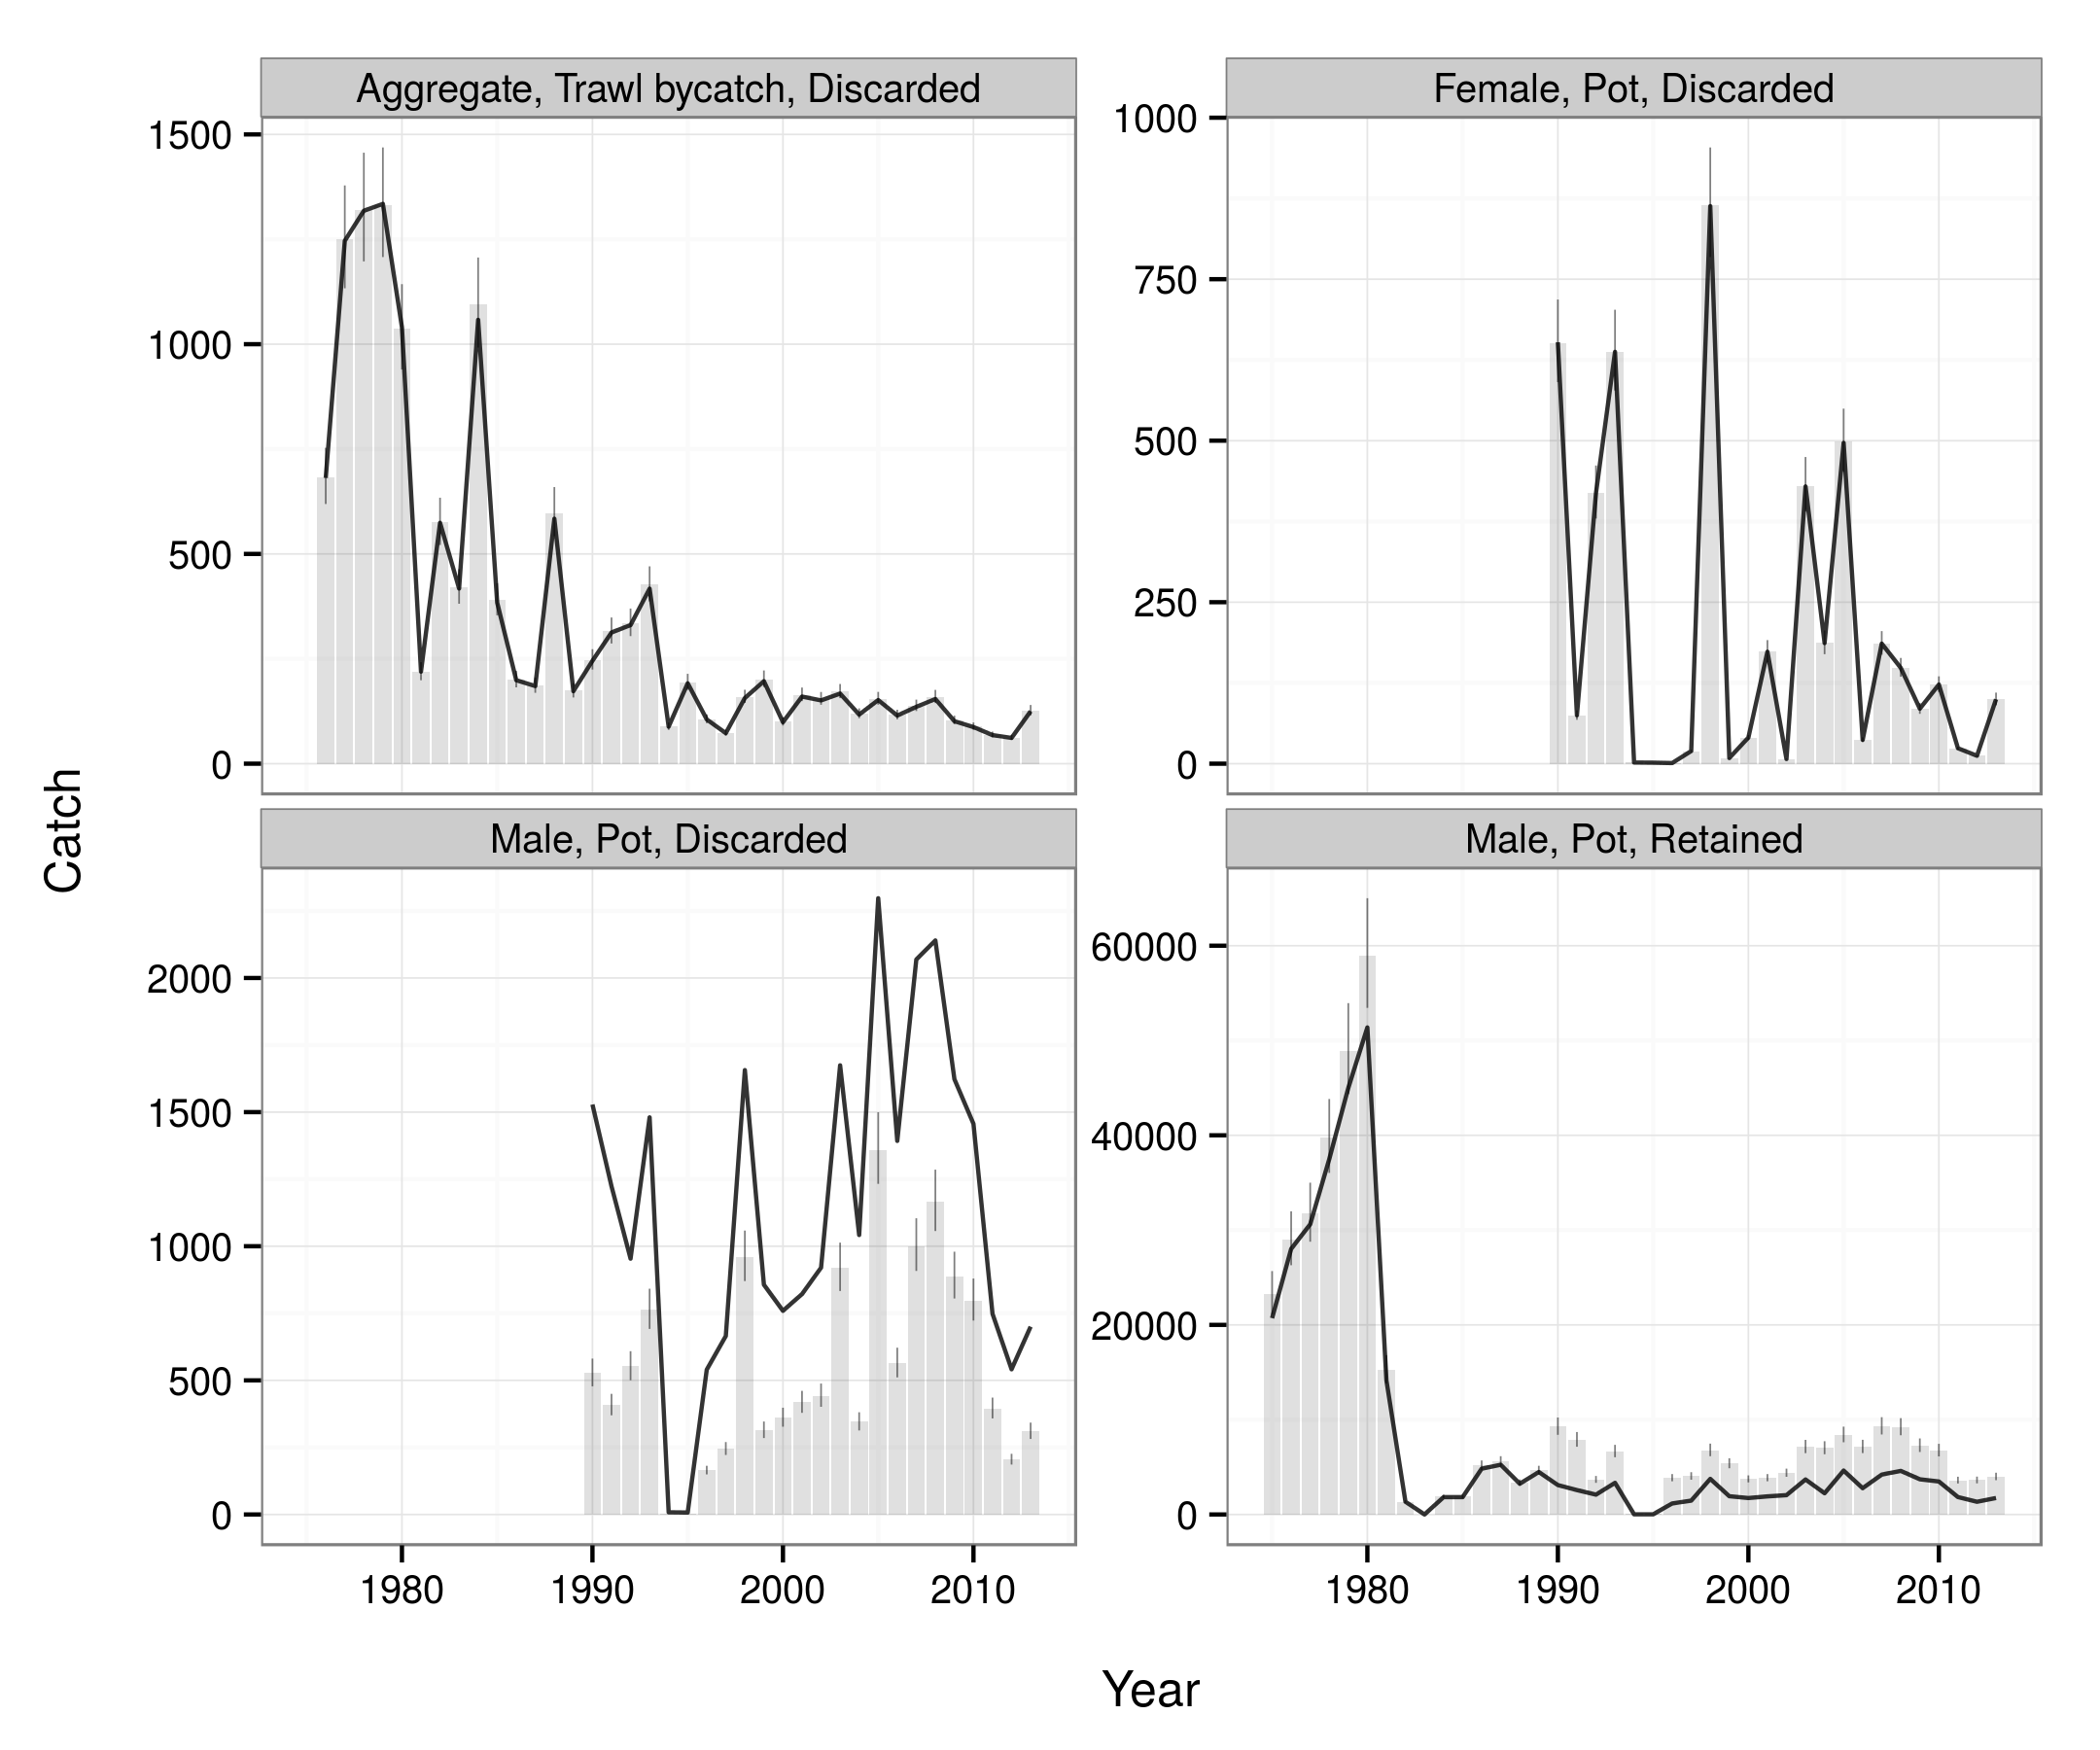 Aggregate, Trawl bycatch, Discarded
Female, Pot, Discarded
1500
1000
500
0
1000
750
500
250
0
Catch
Male, Pot, Discarded
Male, Pot, Retained
2000
1500
1000
500
0
60000
40000
20000
0
1980 1990 2000 2010
1980 1990 2000 2010
Year